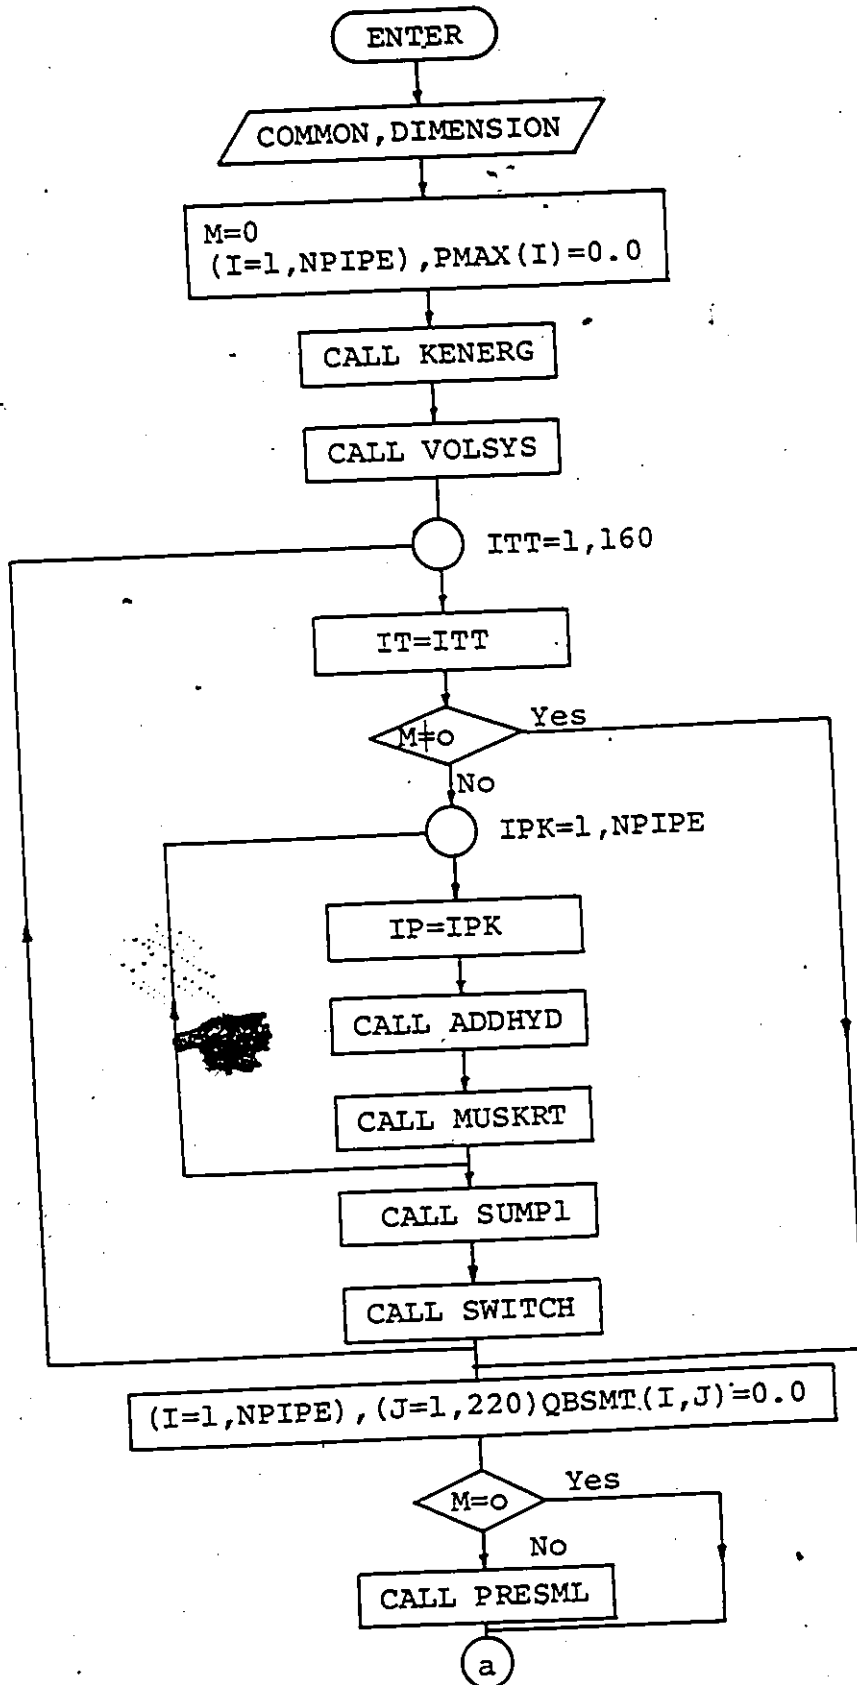 ENTER
COMMON,DIMENSION
M=0
(I=1,NPIPE),PMAX(I)=0.0
CALL KENERG
CALL VOLSYS
ITT=1,160
IT=ITT
M≠o
Yes
No
IPK=1,NPIPE
IP=IPK
CALL ADDHYD
CALL MUSKRT
CALL SUMP1
CALL SWITCH
(I=1,NPIPE),(J=1,220)QBSMT(I,J)=0.0
M=o
Yes
No
CALL PRESML
a